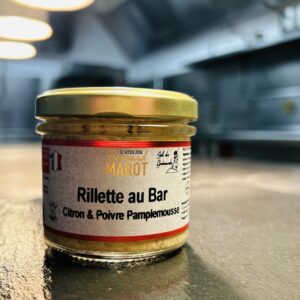 L'ATELIER
MAROT
Rillette au Bar
Citron & Poivre Pamplemousse